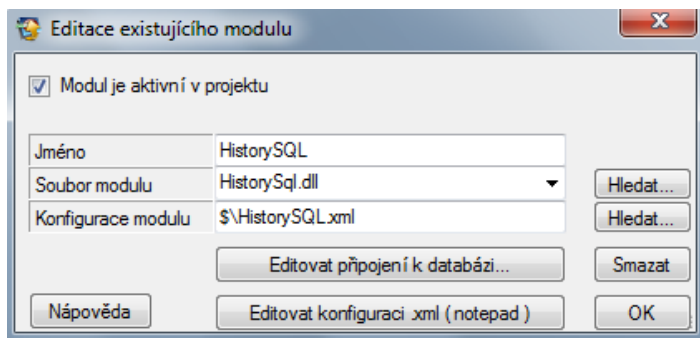 Editace existujícího modulu
Modul je aktivní v projektu
Jméno HistorySQL
Soubor modulu HistorySql.dll Hledat...
Konfigurace modulu $\HistorySQL.xml Hledat...
Editovat připojení k databázi... Smazat
Nápověda Editovat konfiguraci .xml ( notepad ) OK